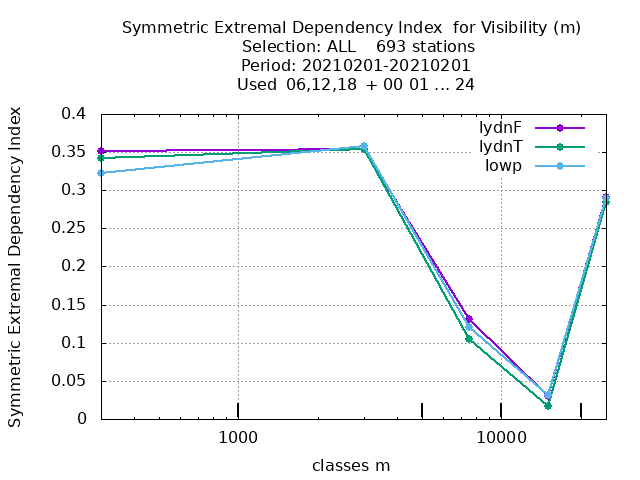 Symmetric Extremal Dependency Index  for Visibility (m)
Selection: ALL    693 stations
Period: 20210201-20210201
Used  06,12,18  + 00 01 ... 24
Symmetric Extremal Dependency Index
0.4
0.35
0.3
0.25
0.2
0.15
0.1
0.05
0
lydnF
lydnT
lowp
1000 10000
classes m